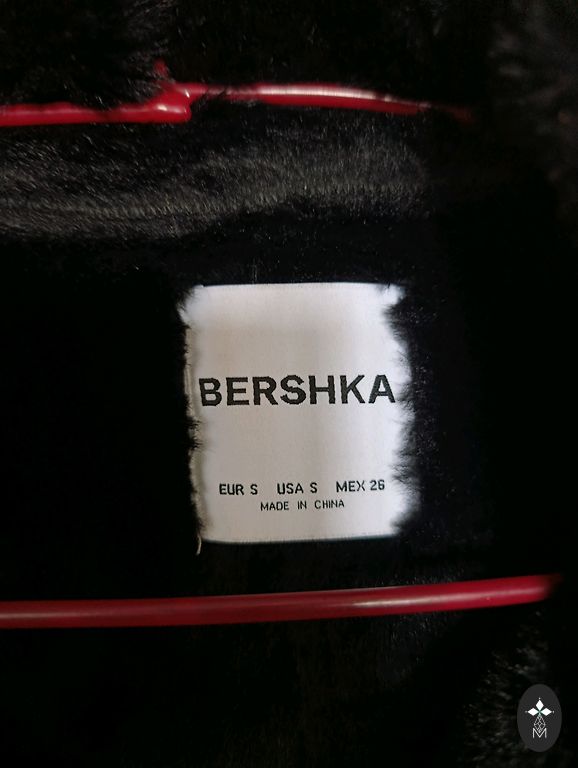 BERSHKA
EUR S USA S MEX 26
MADE IN CHINA
M